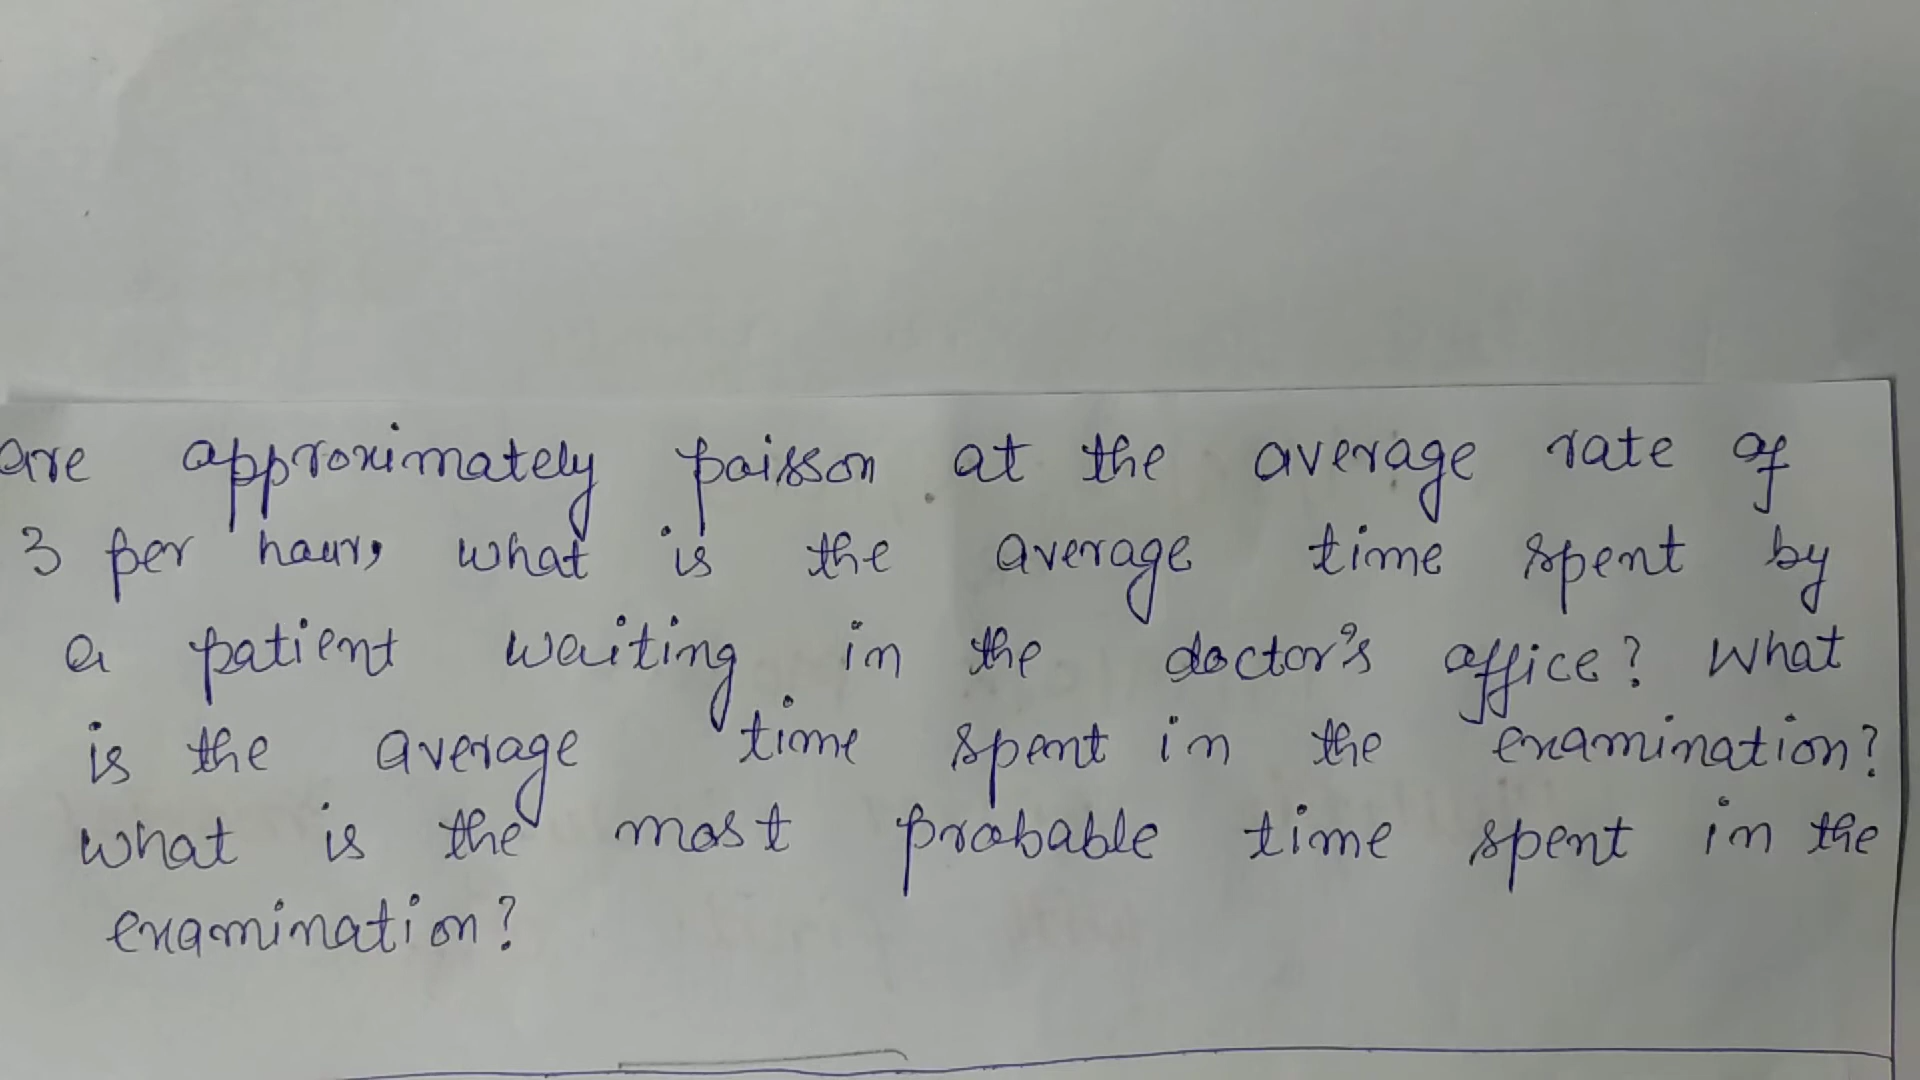 are approximately poisson at the average rate of
3 per hour, what is the average time spent by
a patient waiting in the doctor's office? What
is the average time spent in the examination?
what is the most probable time spent in the
examination?